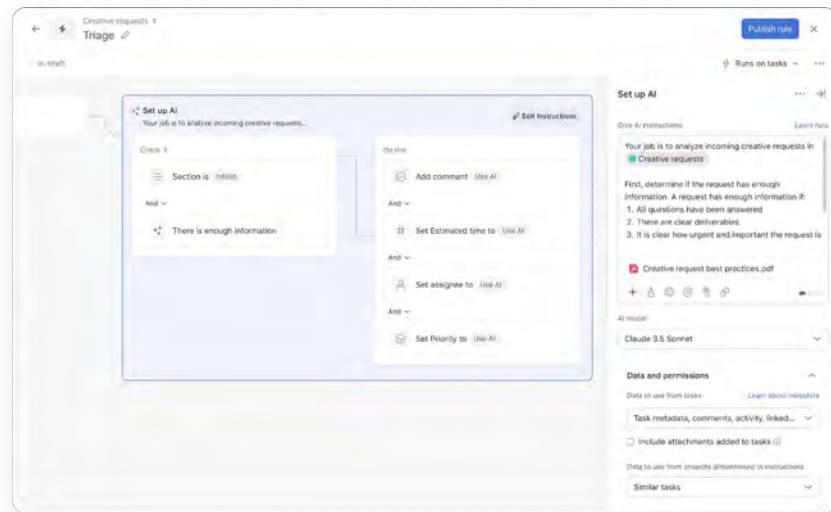 Creative requests
Triage
Publish rule
In draft
Runs on tasks
Set up AI
Your job is to analyze incoming creative requests...
Edit instructions
Check if
Section is
And
There is enough information
Do this
Add comment Use AI
And
Set Estimated time to Use AI
And
Set assignee to Use AI
And
Set Priority to Use AI
Set up AI
Give AI instructions
Your job is to analyze incoming creative requests in
Creative requests
First, determine if the request has enough
information. A request has enough information if:
1. All questions have been answered
2. There are clear deliverables
3. It is clear how urgent and important the request is
Creative request best practices.pdf
AI model
Claude 3.5 Sonnet
Data and permissions
Data to use from tasks Learn about metadata
Task metadata, comments, activity, linked...
Include attachments added to tasks
Data to use from projects @mentioned in instructions
Similar tasks